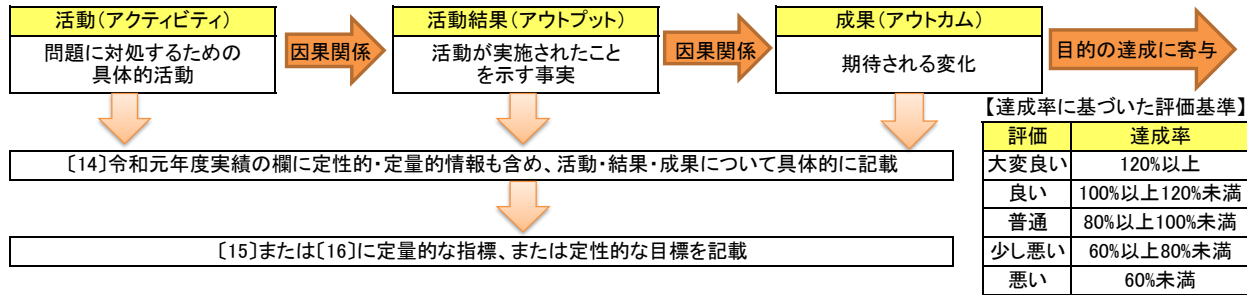 活動(アクティビティ)
問題に対処するための
具体的活動
因果関係
活動結果(アウトプット)
活動が実施されたこと
を示す事実
因果関係
成果(アウトカム)
期待される変化
目的の達成に寄与
〔14〕令和元年度実績の欄に定性的・定量的情報も含め、活動・結果・成果について具体的に記載
〔15〕または〔16〕に定量的な指標、または定性的な目標を記載
【達成率に基づいた評価基準】
評価 達成率
大変良い 120%以上
良い 100%以上120%未満
普通 80%以上100%未満
少し悪い 60%以上80%未満
悪い 60%未満